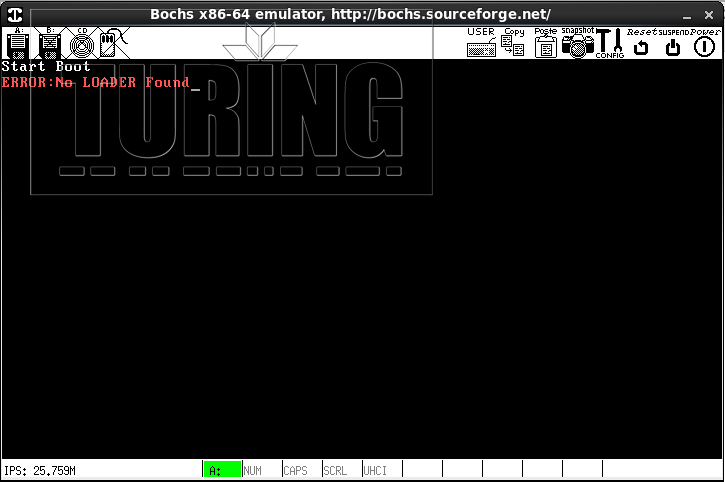 Bochs x86-64 emulator, http://bochs.sourceforge.net/
A: B: CD USER Copy Paste snapshot CONFIG Reset SUSPEND Power
Start Boot
ERROR:No LOADER Found_
TURING
IPS: 25.759M A: NUM CAPS SCRL UHCI